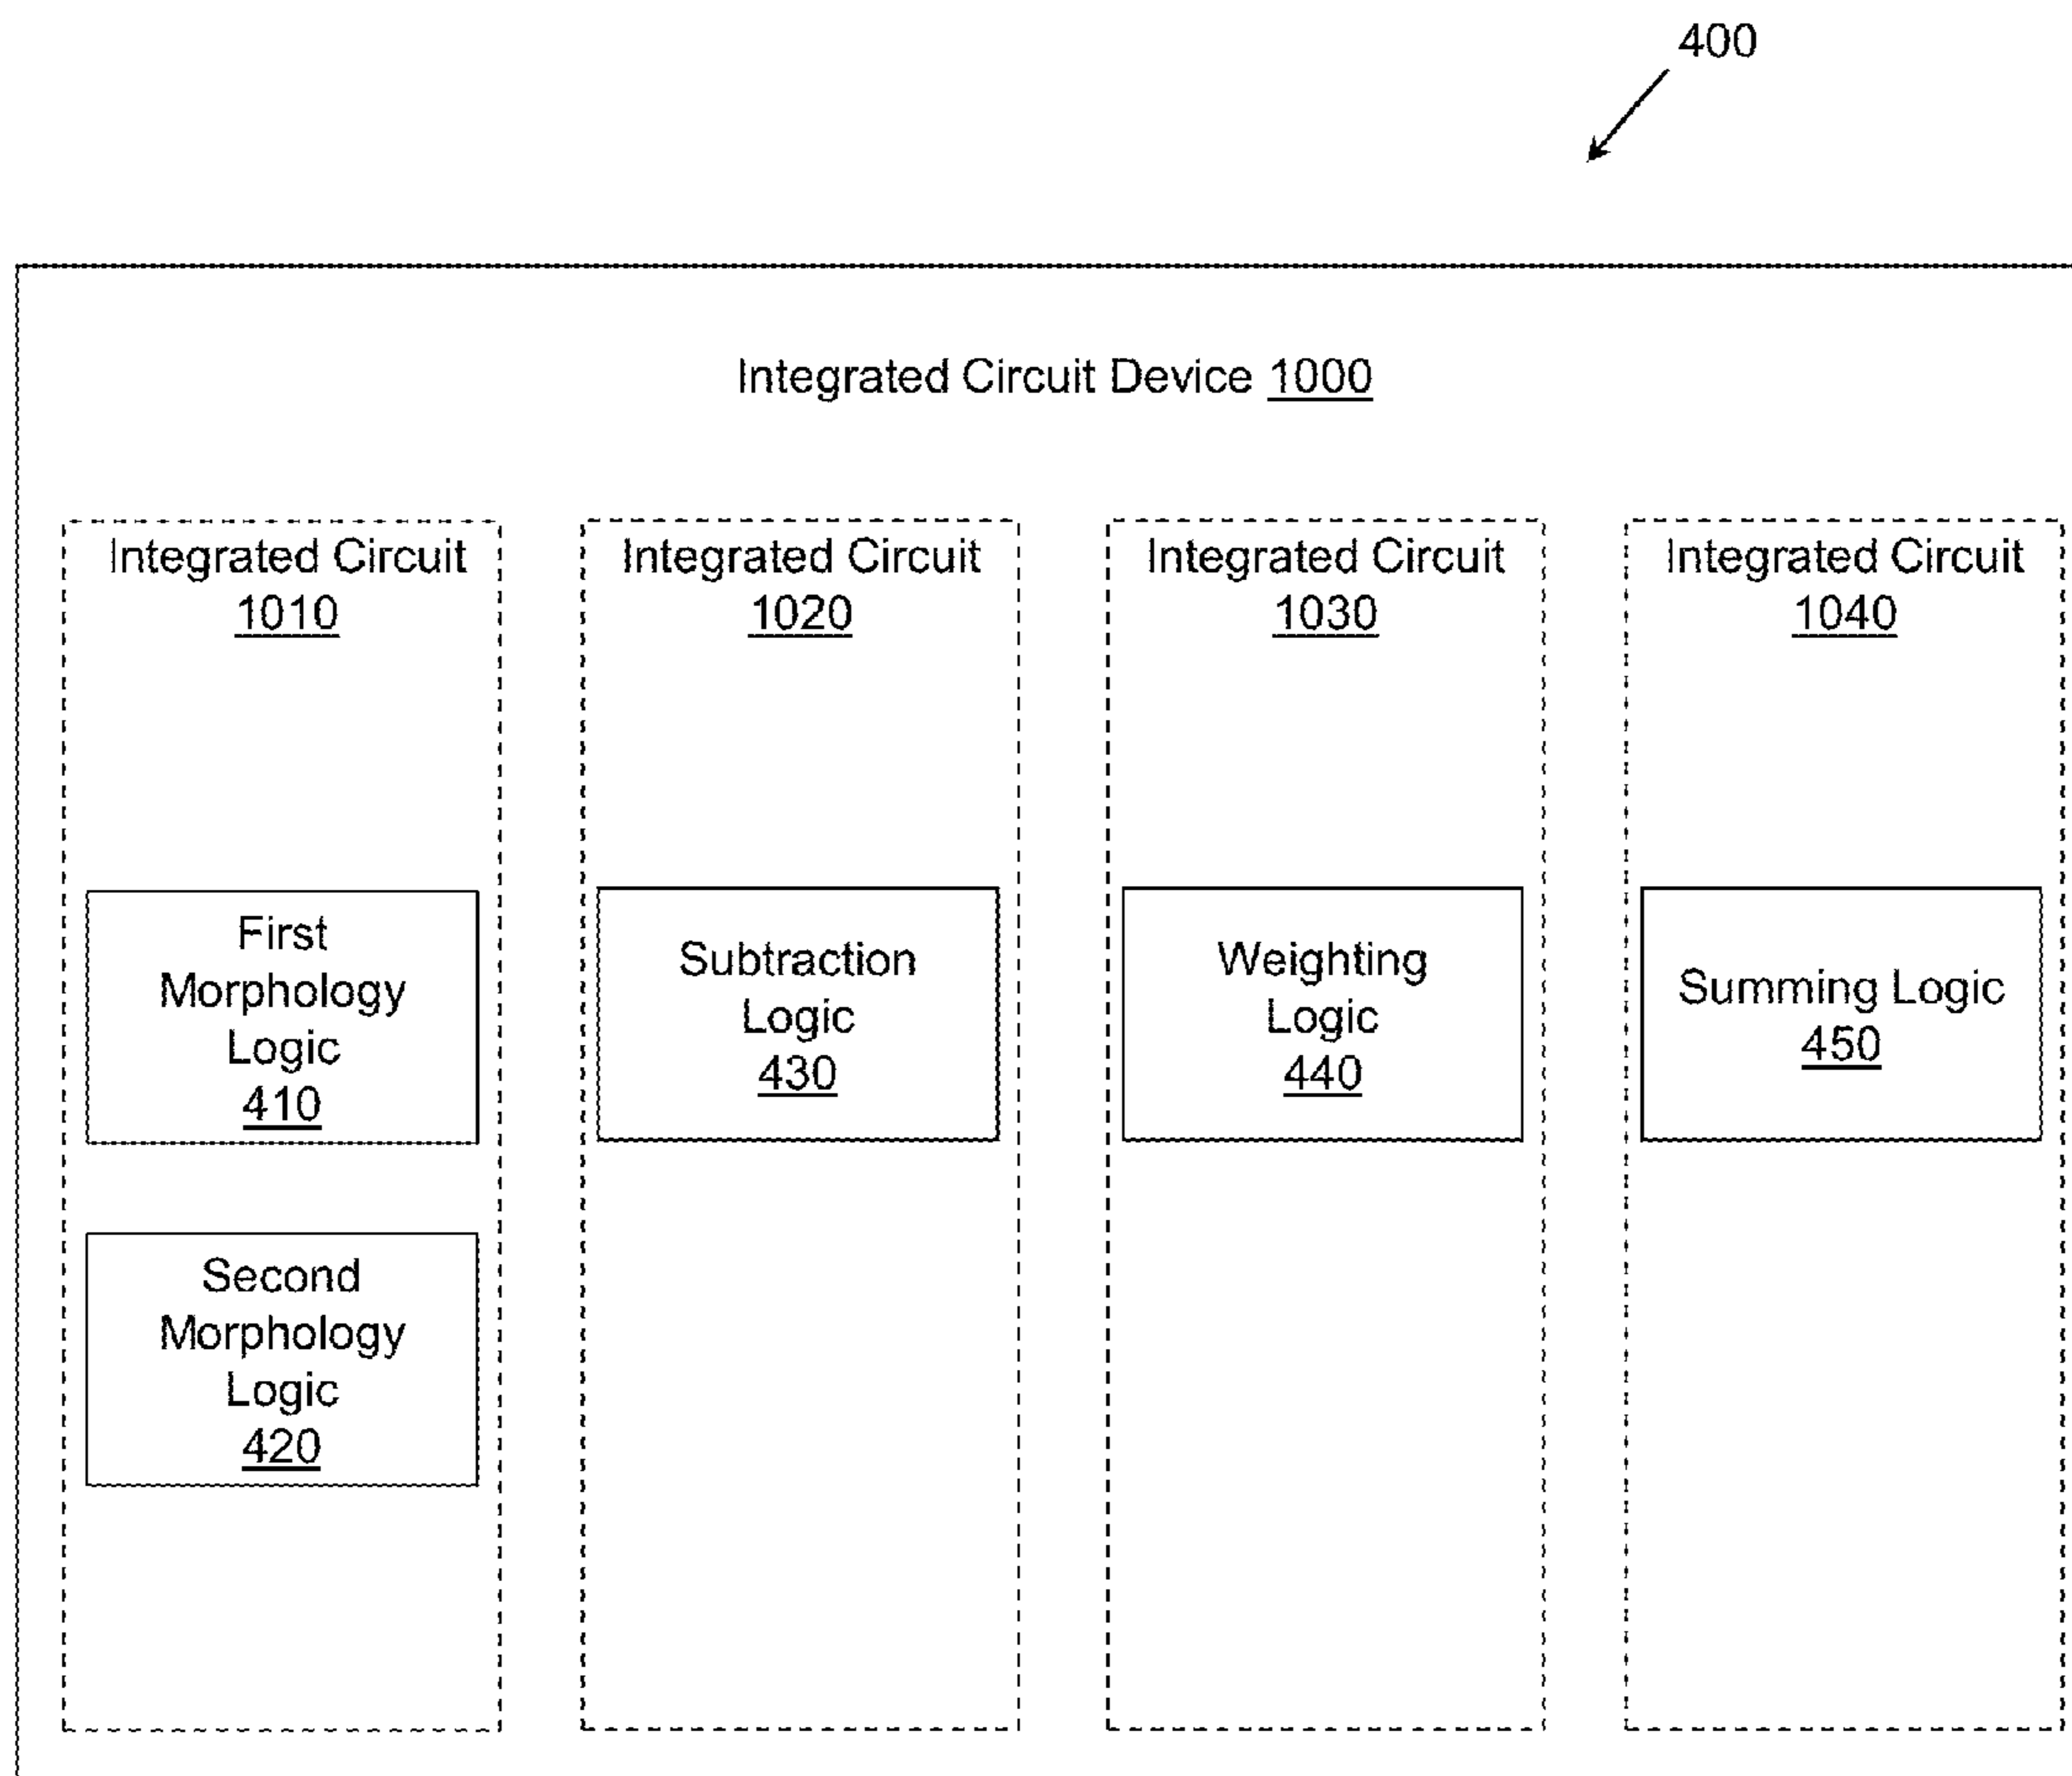 400
Integrated Circuit Device 1000
Integrated Circuit
1010
Integrated Circuit
1020
Integrated Circuit
1030
Integrated Circuit
1040
First
Morphology
Logic
410
Second
Morphology
Logic
420
Subtraction
Logic
430
Weighting
Logic
440
Summing Logic
450